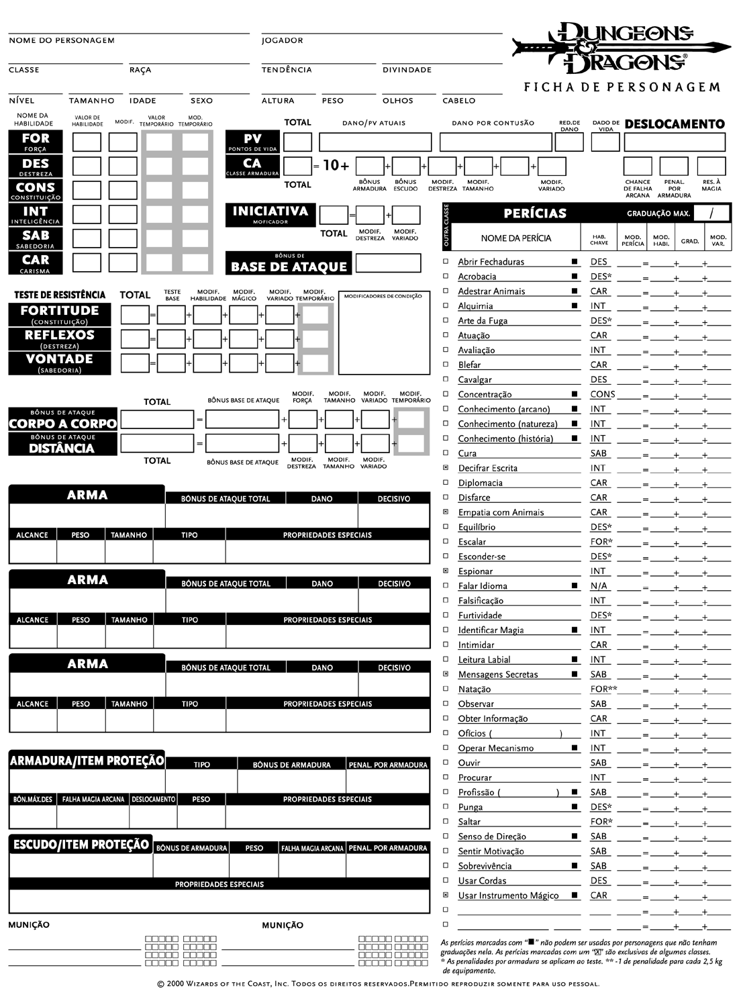 DUNGEONS & DRAGONS®
FICHA DE PERSONAGEM
NOME DO PERSONAGEM JOGADOR
CLASSE RAÇA TENDÊNCIA DIVINDADE
NÍVEL TAMANHO IDADE SEXO ALTURA PESO OLHOS CABELO
NOME DA HABILIDADE VALOR DE HABILIDADE MODIF. VALOR TEMPORÁRIO MOD. TEMPORÁRIO
FOR
FORÇA
DES
DESTREZA
CONS
CONSTITUIÇÃO
INT
INTELIGÊNCIA
SAB
SABEDORIA
CAR
CARISMA
TOTAL DANO/PV ATUAIS DANO POR CONTUSÃO RED.DE DANO DADO DE VIDA DESLOCAMENTO
PV
PONTOS DE VIDA
CA = 10+ + + + + +
CLASSE ARMADURA
TOTAL BÔNUS ARMADURA BÔNUS ESCUDO MODIF. DESTREZA MODIF. TAMANHO MODIF. VARIADO
CHANCE DE FALHA ARCANA PENAL. POR ARMADURA RES. À MAGIA
INICIATIVA = +
MOFICADOR
TOTAL MODIF. DESTREZA MODIF. VARIADO
BÔNUS DE
BASE DE ATAQUE
TESTE DE RESISTÊNCIA TOTAL TESTE BASE MODIF. HABILIDADE MODIF. MÁGICO MODIF. VARIADO MODIF. TEMPORÁRIO
FORTITUDE = + + + +
(CONSTITUIÇÃO)
REFLEXOS = + + + +
(DESTREZA)
VONTADE = + + + +
(SABEDORIA)
MODIFICADORES DE CONDIÇÃO
TOTAL BÔNUS BASE DE ATAQUE MODIF. FORÇA MODIF. TAMANHO MODIF. VARIADO MODIF. TEMPORÁRIO
BÔNUS DE ATAQUE
CORPO A CORPO = + + + +
BÔNUS DE ATAQUE
DISTÂNCIA = + + + +
TOTAL BÔNUS BASE DE ATAQUE MODIF. DESTREZA MODIF. TAMANHO MODIF. VARIADO
ARMA BÔNUS DE ATAQUE TOTAL DANO DECISIVO
ALCANCE PESO TAMANHO TIPO PROPRIEDADES ESPECIAIS
ARMA BÔNUS DE ATAQUE TOTAL DANO DECISIVO
ALCANCE PESO TAMANHO TIPO PROPRIEDADES ESPECIAIS
ARMA BÔNUS DE ATAQUE TOTAL DANO DECISIVO
ALCANCE PESO TAMANHO TIPO PROPRIEDADES ESPECIAIS
ARMADURA/ITEM PROTEÇÃO TIPO BÔNUS DE ARMADURA PENAL. POR ARMADURA
BÔN.MÁX.DES FALHA MAGIA ARCANA DESLOCAMENTO PESO PROPRIEDADES ESPECIAIS
ESCUDO/ITEM PROTEÇÃO BÔNUS DE ARMADURA PESO FALHA MAGIA ARCANA PENAL. POR ARMADURA
PROPRIEDADES ESPECIAIS
MUNIÇÃO MUNIÇÃO
OUTRA CLASSE
PERÍCIAS GRADUAÇÃO MAX. /
NOME DA PERÍCIA HAB. CHAVE MOD. PERÍCIA MOD. HABI. GRAD. MOD. VAR.
□ Abrir Fechaduras ■ DES = + +
□ Acrobacia ■ DES* = + +
□ Adestrar Animais ■ CAR = + +
□ Alquimia ■ INT = + +
□ Arte da Fuga DES* = + +
□ Atuação CAR = + +
□ Avaliação INT = + +
□ Blefar CAR = + +
□ Cavalgar DES = + +
□ Concentração ■ CONS = + +
□ Conhecimento (arcano) ■ INT = + +
□ Conhecimento (natureza) ■ INT = + +
□ Conhecimento (história) ■ INT = + +
□ Cura SAB = + +
☒ Decifrar Escrita INT = + +
□ Diplomacia CAR = + +
□ Disfarce CAR = + +
☒ Empatia com Animais CAR = + +
□ Equilíbrio DES* = + +
□ Escalar FOR* = + +
□ Esconder-se DES* = + +
☒ Espionar INT = + +
□ Falar Idioma ■ N/A = + +
□ Falsificação INT = + +
□ Furtividade DES* = + +
□ Identificar Magia ■ INT = + +
□ Intimidar CAR = + +
□ Leitura Labial ■ INT = + +
☒ Mensagens Secretas ■ SAB = + +
□ Natação FOR** = + +
□ Observar SAB = + +
□ Obter Informação CAR = + +
□ Ofícios ( ) INT = + +
□ Operar Mecanismo ■ INT = + +
□ Ouvir SAB = + +
□ Procurar INT = + +
□ Profissão ( ) ■ SAB = + +
□ Punga ■ DES* = + +
□ Saltar FOR* = + +
□ Senso de Direção ■ SAB = + +
□ Sentir Motivação SAB = + +
□ Sobrevivência ■ SAB = + +
□ Usar Cordas DES = + +
☒ Usar Instrumento Mágico ■ CAR = + +
□ = + +
□ = + +
As perícias marcadas com "■" não podem ser usadas por personagens que não tenham
graduações nela. As perícias marcadas com um "☒" são exclusivas de algumas classes.
* As penalidades por armadura se aplicam ao teste. ** -1 de penalidade para cada 2,5 kg
de equipamento.
© 2000 WIZARDS OF THE COAST, INC. TODOS OS DIREITOS RESERVADOS.PERMITIDO REPRODUZIR SOMENTE PARA USO PESSOAL.